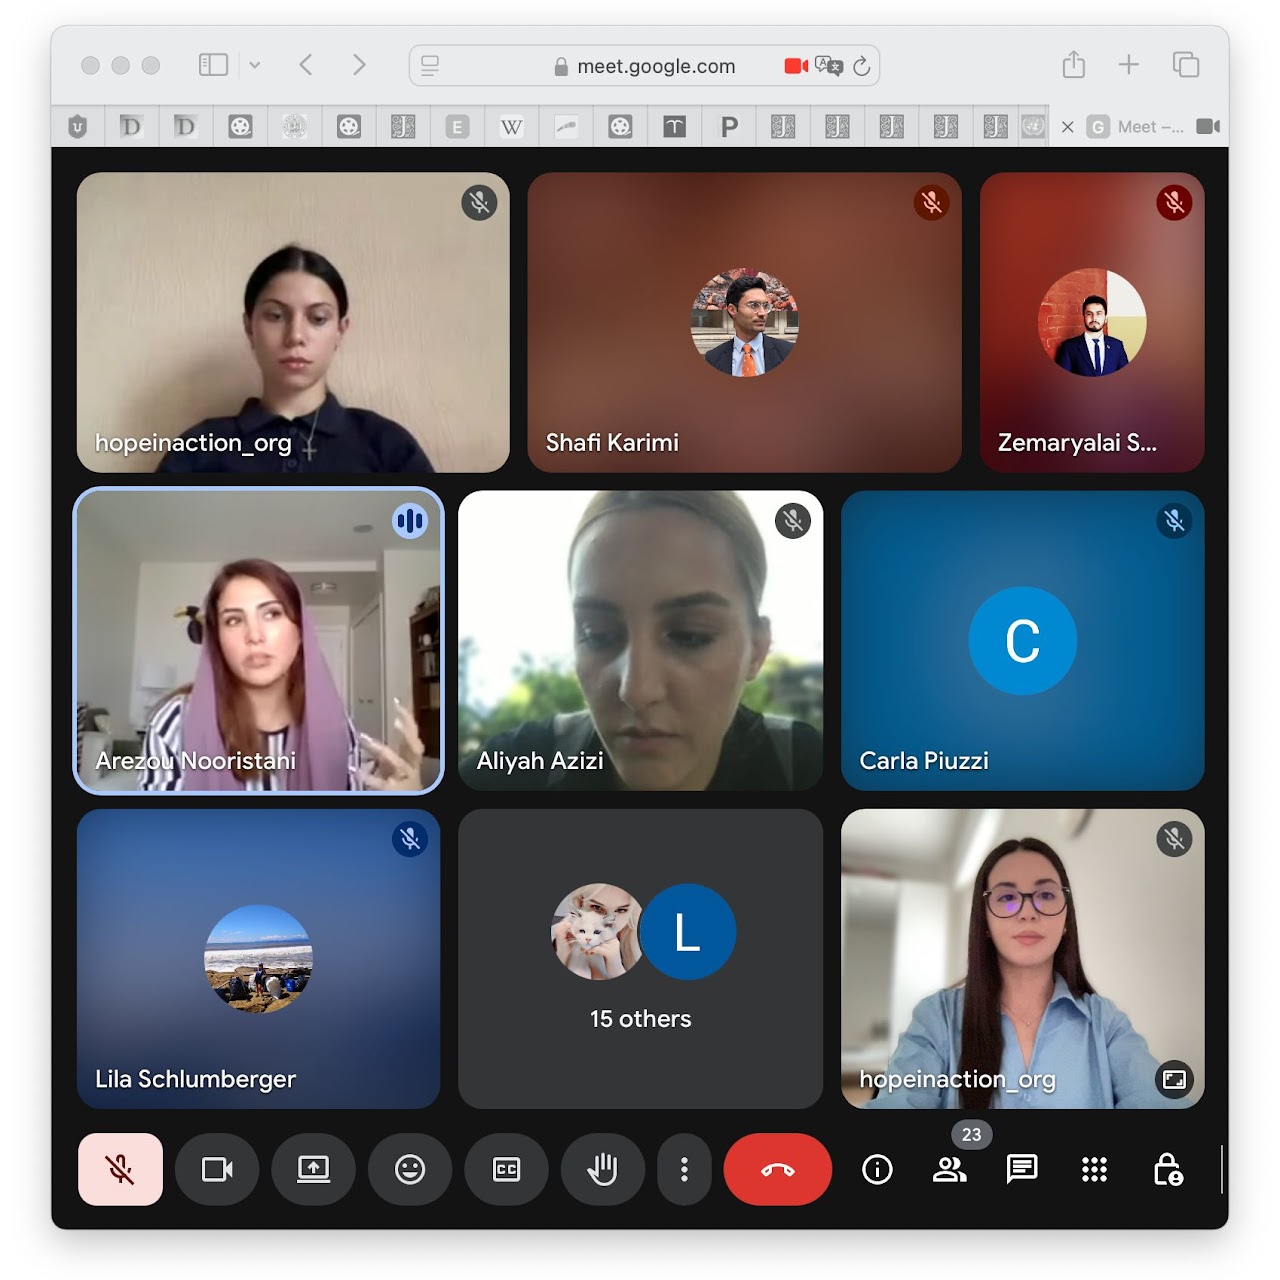 meet.google.com
U D D E W T P J J J J J G Meet –...
hopeinaction_org
Shafi Karimi
Zemaryalai S...
Arezou Nooristani
Aliyah Azizi
C
Carla Piuzzi
Lila Schlumberger
L
15 others
hopeinaction_org
23
CC